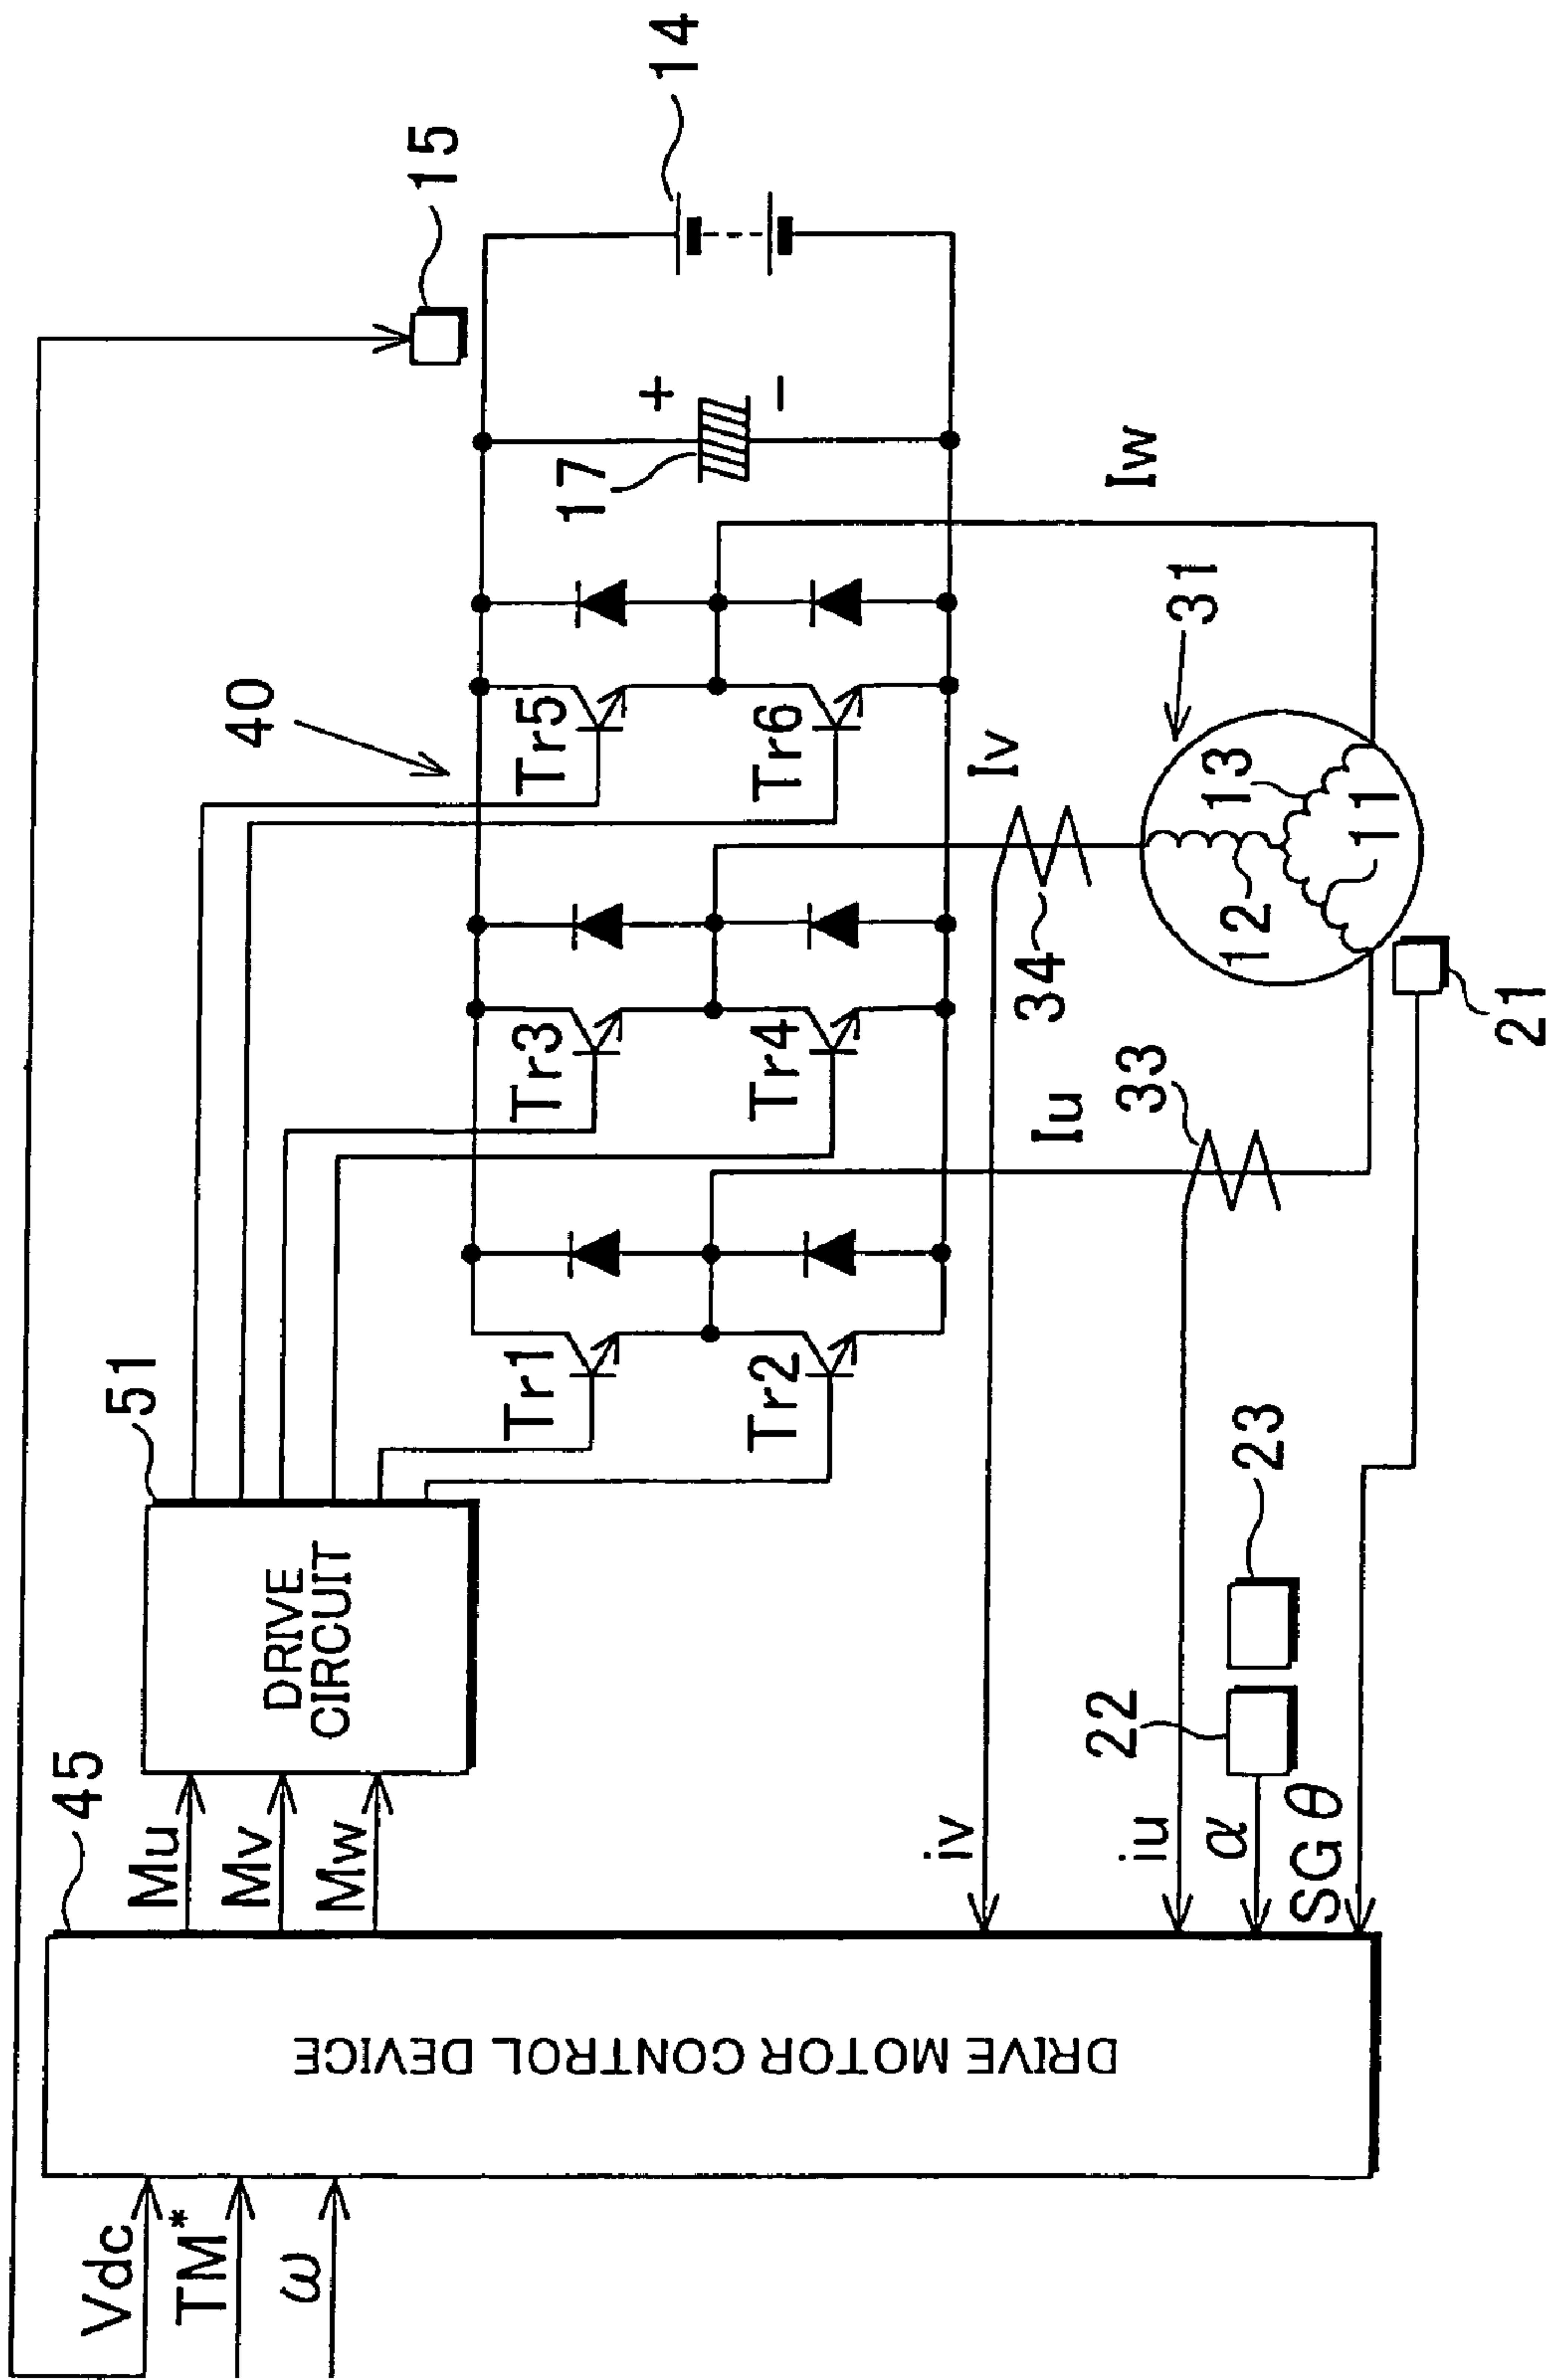 14
15
17
+
−
40
Tr5
Tr6
Iw
31
Iv
13
11
12
34
Tr3
Tr4
21
33
Iu
51
Tr1
Tr2
DRIVE
CIRCUIT
23
22
45
Mu
Mv
Mw
iv
iu
α
SGθ
DRIVE MOTOR CONTROL DEVICE
Vdc
TM*
ω